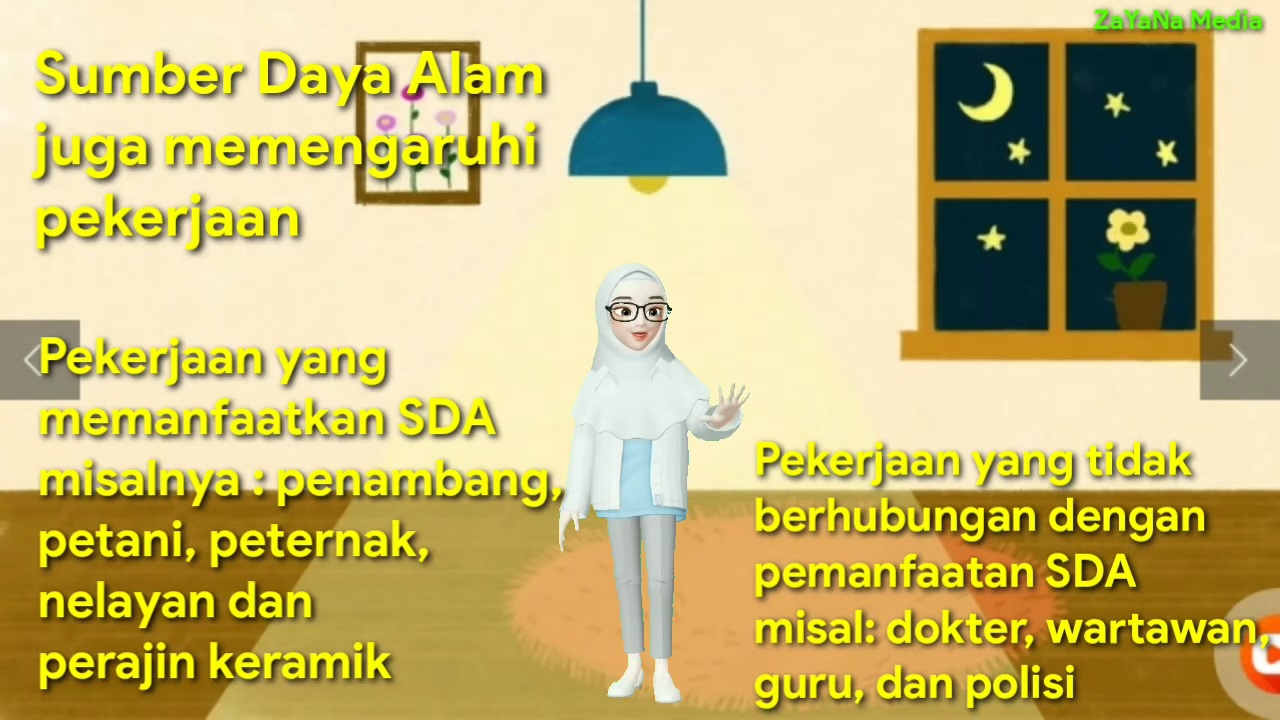 ZaYaNa Media
Sumber Daya Alam
juga memengaruhi
pekerjaan
Pekerjaan yang
memanfaatkan SDA
misalnya : penambang,
petani, peternak,
nelayan dan
perajin keramik
Pekerjaan yang tidak
berhubungan dengan
pemanfaatan SDA
misal: dokter, wartawan,
guru, dan polisi